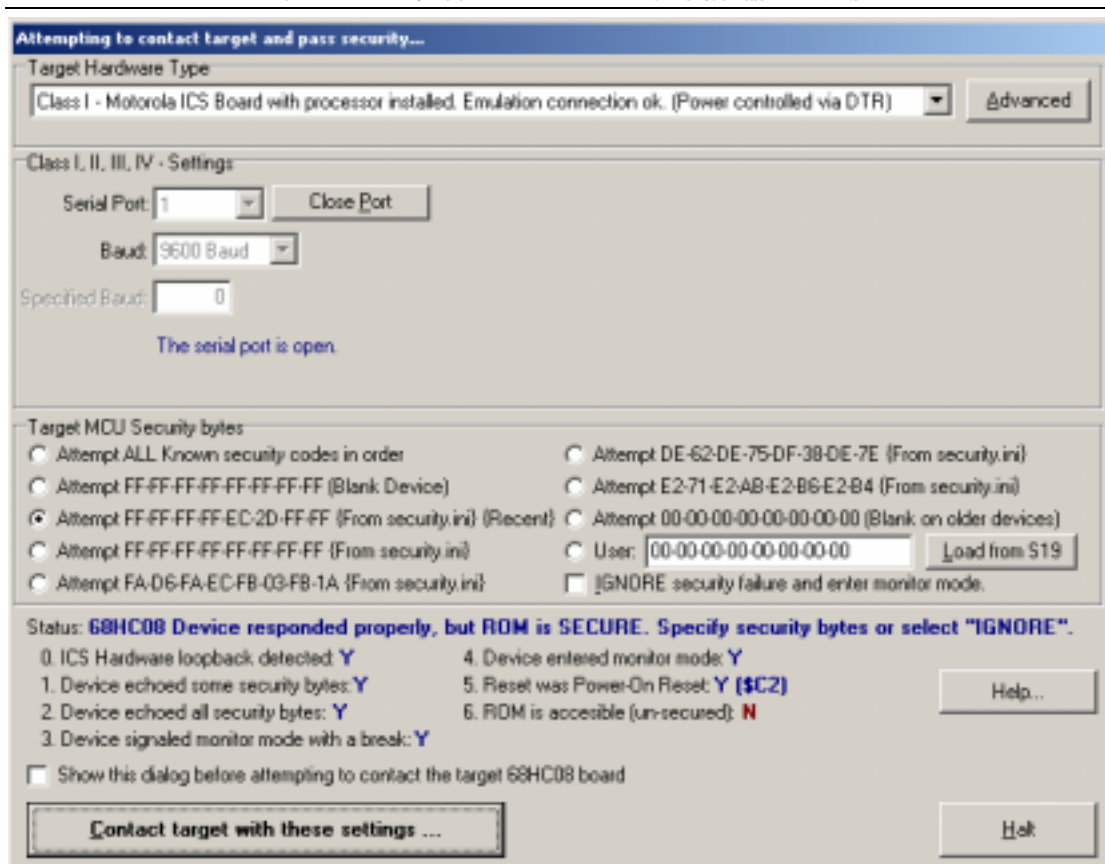 Attempting to contact target and pass security...
Target Hardware Type
Class I - Motorola ICS Board with processor installed. Emulation connection ok. (Power controlled via DTR)
Advanced
Class I, II, III, IV - Settings
Serial Port: 1
Close Port
Baud: 9600 Baud
Specified Baud: 0
The serial port is open.
Target MCU Security bytes
Attempt ALL Known security codes in order
Attempt FF-FF-FF-FF-FF-FF-FF-FF (Blank Device)
Attempt FF-FF-FF-FF-EC-2D-FF-FF {From security.ini} {Recent}
Attempt FF-FF-FF-FF-FF-FF-FF-FF {From security.ini}
Attempt FA-D6-FA-EC-FB-03-FB-1A {From security.ini}
Attempt DE-62-DE-75-DF-38-DE-7E {From security.ini}
Attempt E2-71-E2-AB-E2-B6-E2-B4 {From security.ini}
Attempt 00-00-00-00-00-00-00-00 (Blank on older devices)
User: 00-00-00-00-00-00-00-00
Load from S19
IGNORE security failure and enter monitor mode.
Status: 68HC08 Device responded properly, but ROM is SECURE. Specify security bytes or select "IGNORE".
0. ICS Hardware loopback detected: Y
1. Device echoed some security bytes: Y
2. Device echoed all security bytes: Y
3. Device signaled monitor mode with a break: Y
4. Device entered monitor mode: Y
5. Reset was Power-On Reset: Y ($C2)
6. ROM is accesible (un-secured): N
Help...
Show this dialog before attempting to contact the target 68HC08 board
Contact target with these settings ...
Halt